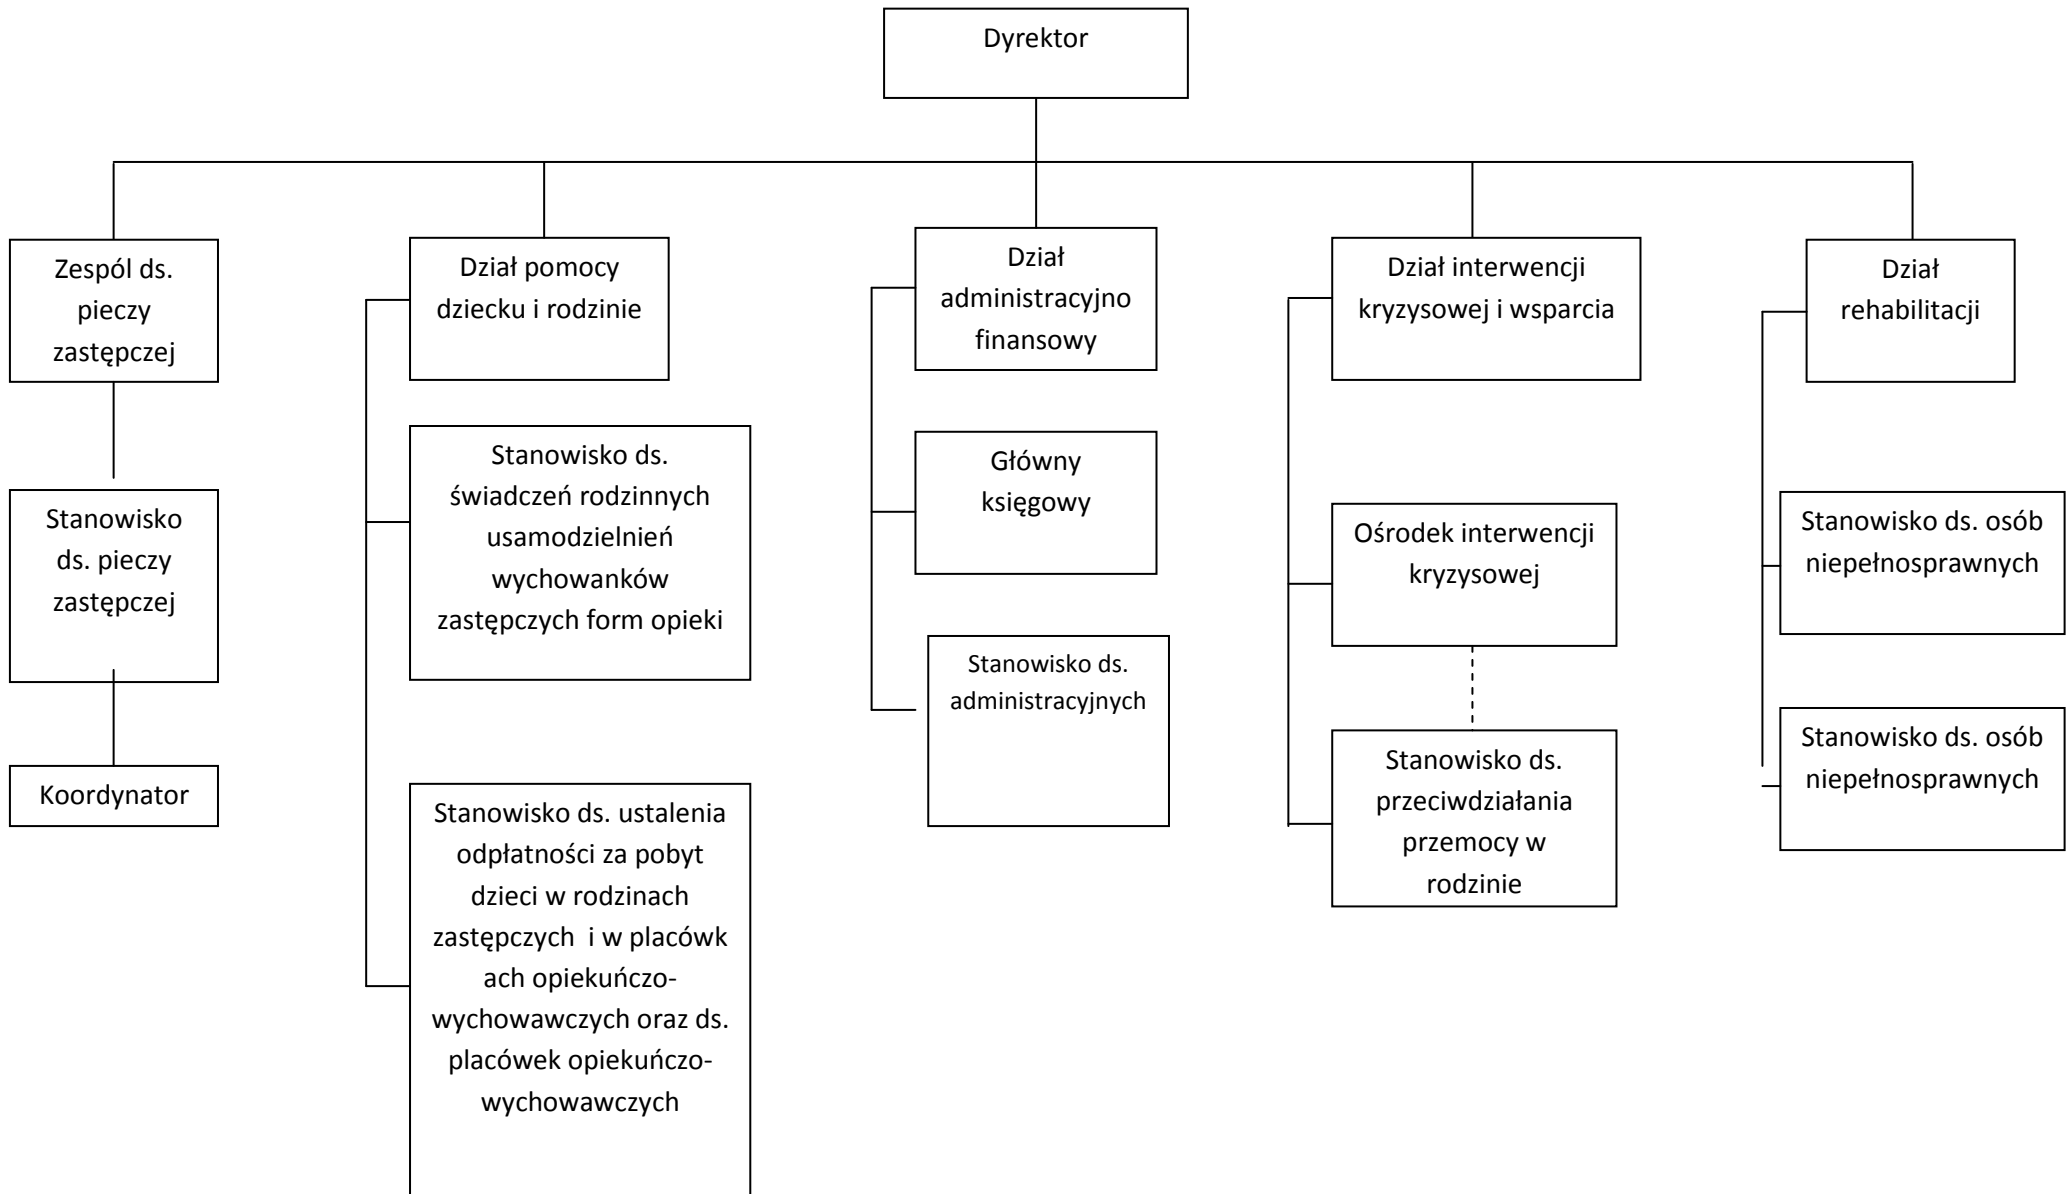 Dyrektor
Zespól ds.
pieczy
zastępczej
Stanowisko
ds. pieczy
zastępczej
Koordynator
Dział pomocy
dziecku i rodzinie
Stanowisko ds.
świadczeń rodzinnych
usamodzielnień
wychowanków
zastępczych form opieki
Stanowisko ds. ustalenia
odpłatności za pobyt
dzieci w rodzinach
zastępczych  i w placówk
ach opiekuńczo-
wychowawczych oraz ds.
placówek opiekuńczo-
wychowawczych
Dział
administracyjno
finansowy
Główny
księgowy
Stanowisko ds.
administracyjnych
Dział interwencji
kryzysowej i wsparcia
Ośrodek interwencji
kryzysowej
Stanowisko ds.
przeciwdziałania
przemocy w
rodzinie
Dział
rehabilitacji
Stanowisko ds. osób
niepełnosprawnych
Stanowisko ds. osób
niepełnosprawnych